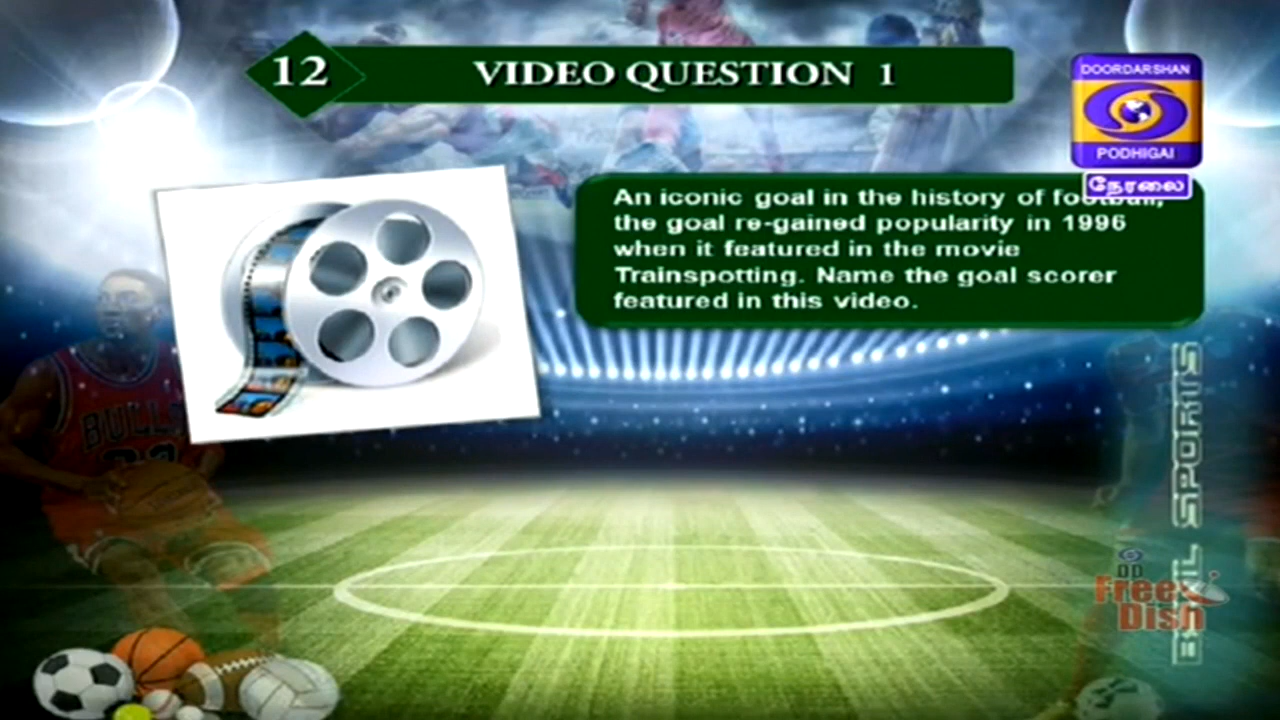 12
VIDEO QUESTION 1
DOORDARSHAN
PODHIGAI
நேரலை
An iconic goal in the history of football,
the goal re-gained popularity in 1996
when it featured in the movie
Trainspotting. Name the goal scorer
featured in this video.
BULLS
SPORTS
DD
Free
Dish